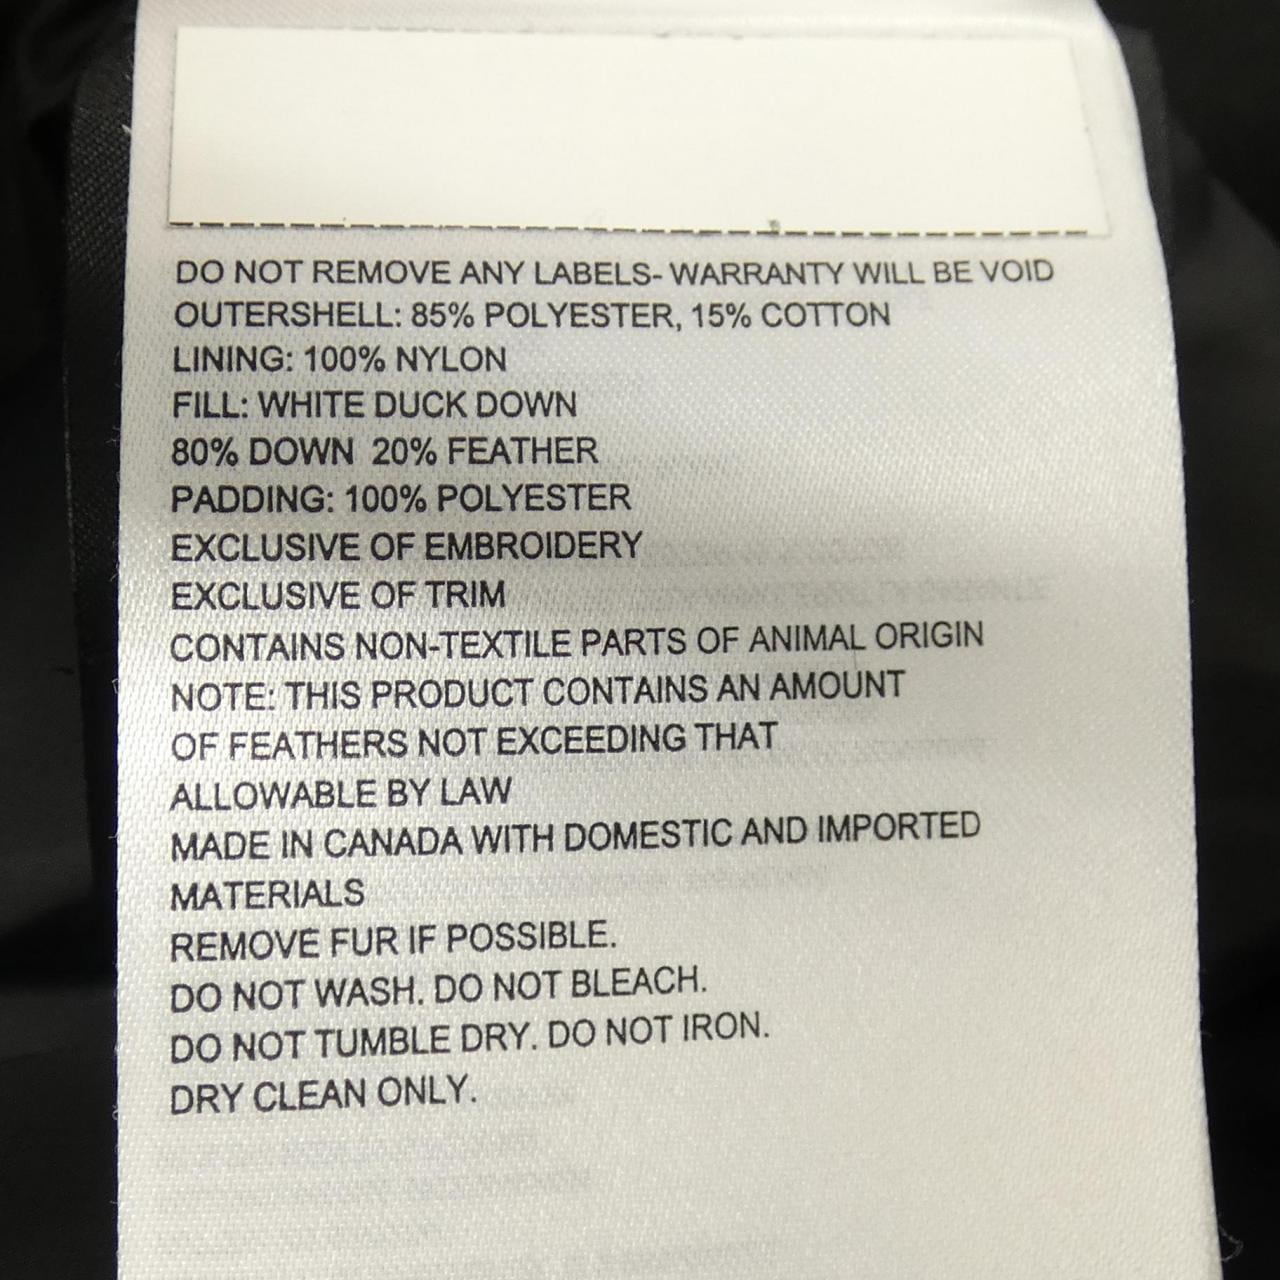 DO NOT REMOVE ANY LABELS- WARRANTY WILL BE VOID
OUTERSHELL: 85% POLYESTER, 15% COTTON
LINING: 100% NYLON
FILL: WHITE DUCK DOWN
80% DOWN 20% FEATHER
PADDING: 100% POLYESTER
EXCLUSIVE OF EMBROIDERY
EXCLUSIVE OF TRIM
CONTAINS NON-TEXTILE PARTS OF ANIMAL ORIGIN
NOTE: THIS PRODUCT CONTAINS AN AMOUNT
OF FEATHERS NOT EXCEEDING THAT
ALLOWABLE BY LAW
MADE IN CANADA WITH DOMESTIC AND IMPORTED
MATERIALS
REMOVE FUR IF POSSIBLE.
DO NOT WASH. DO NOT BLEACH.
DO NOT TUMBLE DRY. DO NOT IRON.
DRY CLEAN ONLY.